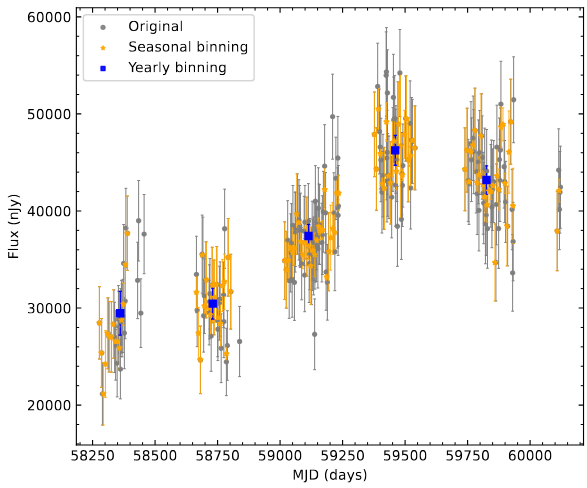 Original
Seasonal binning
Yearly binning
60000
50000
40000
30000
20000
Flux (nJy)
58250 58500 58750 59000 59250 59500 59750 60000
MJD (days)